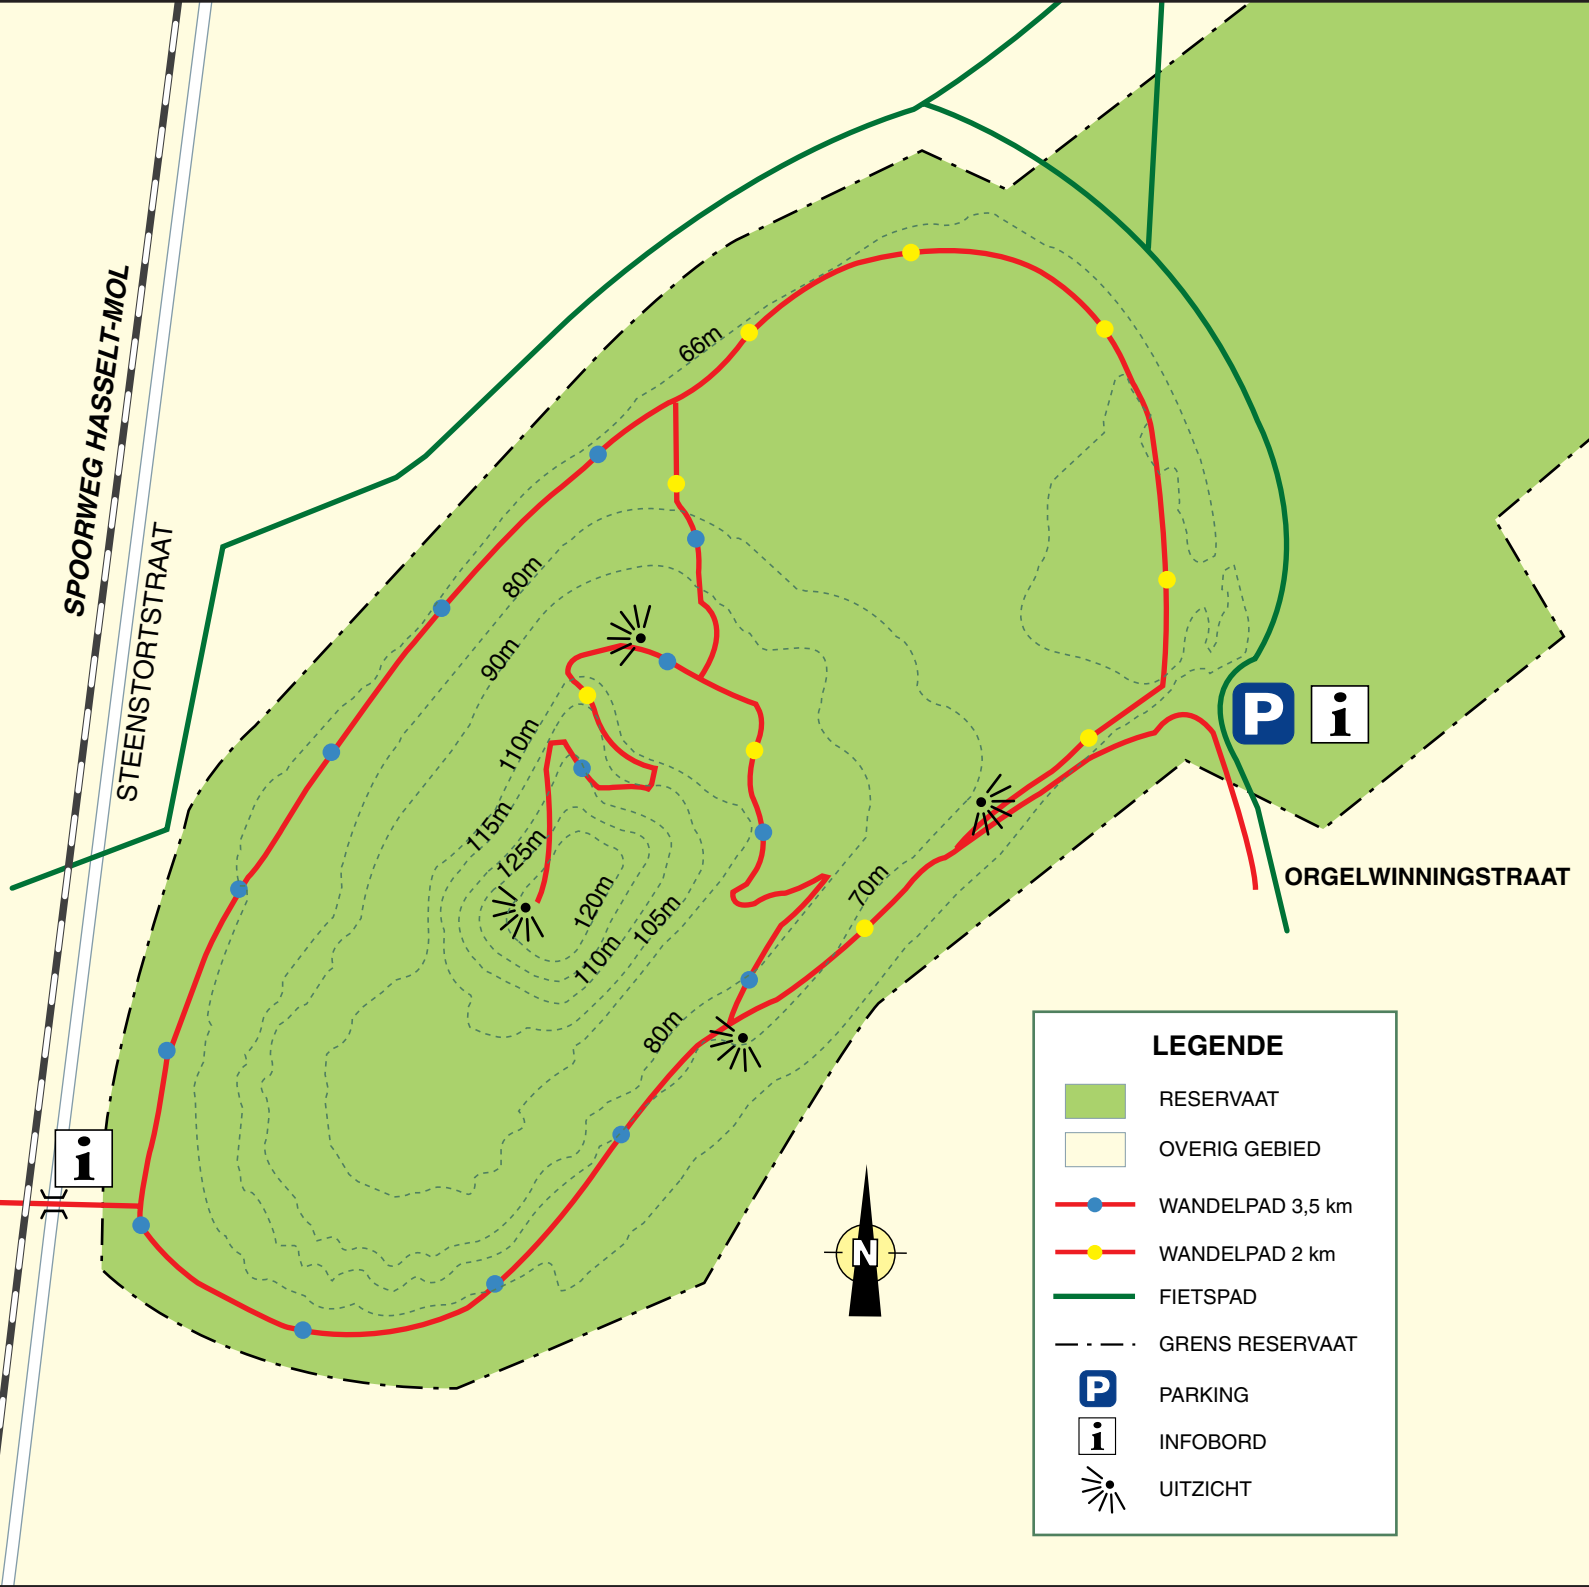 66m
SPOORWEG HASSELT-MOL
STEENSTORTSTRAAT
80m
90m
110m
115m
125m
120m
105m
110m
80m
70m
P i
ORGELWINNINGSTRAAT
i
N
LEGENDE
RESERVAAT
OVERIG GEBIED
WANDELPAD 3,5 km
WANDELPAD 2 km
FIETSPAD
GRENS RESERVAAT
P PARKING
i INFOBORD
UITZICHT